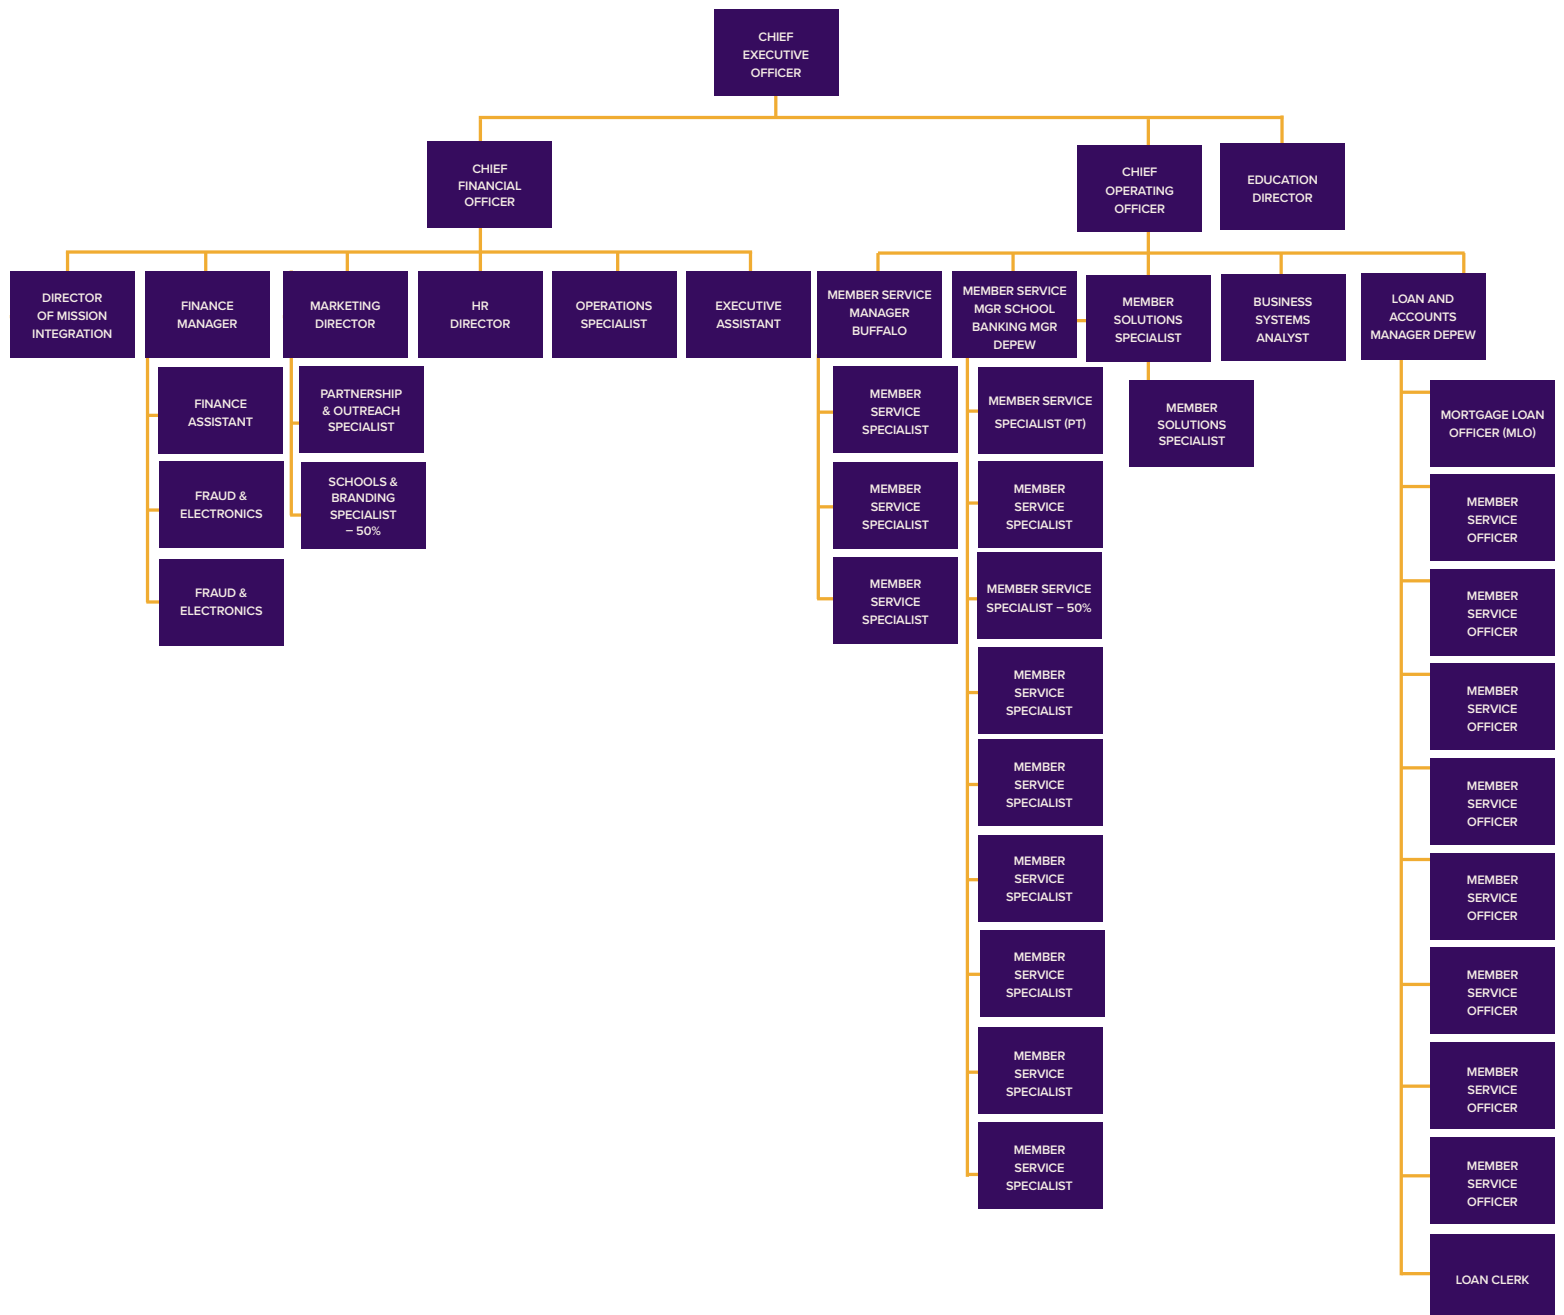 CHIEF
EXECUTIVE
OFFICER
CHIEF
FINANCIAL
OFFICER
CHIEF
OPERATING
OFFICER
EDUCATION
DIRECTOR
DIRECTOR
OF MISSION
INTEGRATION
FINANCE
MANAGER
MARKETING
DIRECTOR
HR
DIRECTOR
OPERATIONS
SPECIALIST
EXECUTIVE
ASSISTANT
MEMBER SERVICE
MANAGER
BUFFALO
MEMBER SERVICE
MGR SCHOOL
BANKING MGR
DEPEW
MEMBER
SOLUTIONS
SPECIALIST
BUSINESS
SYSTEMS
ANALYST
LOAN AND
ACCOUNTS
MANAGER DEPEW
FINANCE
ASSISTANT
FRAUD &
ELECTRONICS
FRAUD &
ELECTRONICS
PARTNERSHIP
& OUTREACH
SPECIALIST
SCHOOLS &
BRANDING
SPECIALIST
– 50%
MEMBER
SERVICE
SPECIALIST
MEMBER
SERVICE
SPECIALIST
MEMBER
SERVICE
SPECIALIST
MEMBER SERVICE
SPECIALIST (PT)
MEMBER
SERVICE
SPECIALIST
MEMBER SERVICE
SPECIALIST – 50%
MEMBER
SERVICE
SPECIALIST
MEMBER
SERVICE
SPECIALIST
MEMBER
SERVICE
SPECIALIST
MEMBER
SERVICE
SPECIALIST
MEMBER
SERVICE
SPECIALIST
MEMBER
SERVICE
SPECIALIST
MEMBER
SOLUTIONS
SPECIALIST
MORTGAGE LOAN
OFFICER (MLO)
MEMBER
SERVICE
OFFICER
MEMBER
SERVICE
OFFICER
MEMBER
SERVICE
OFFICER
MEMBER
SERVICE
OFFICER
MEMBER
SERVICE
OFFICER
MEMBER
SERVICE
OFFICER
MEMBER
SERVICE
OFFICER
MEMBER
SERVICE
OFFICER
LOAN CLERK